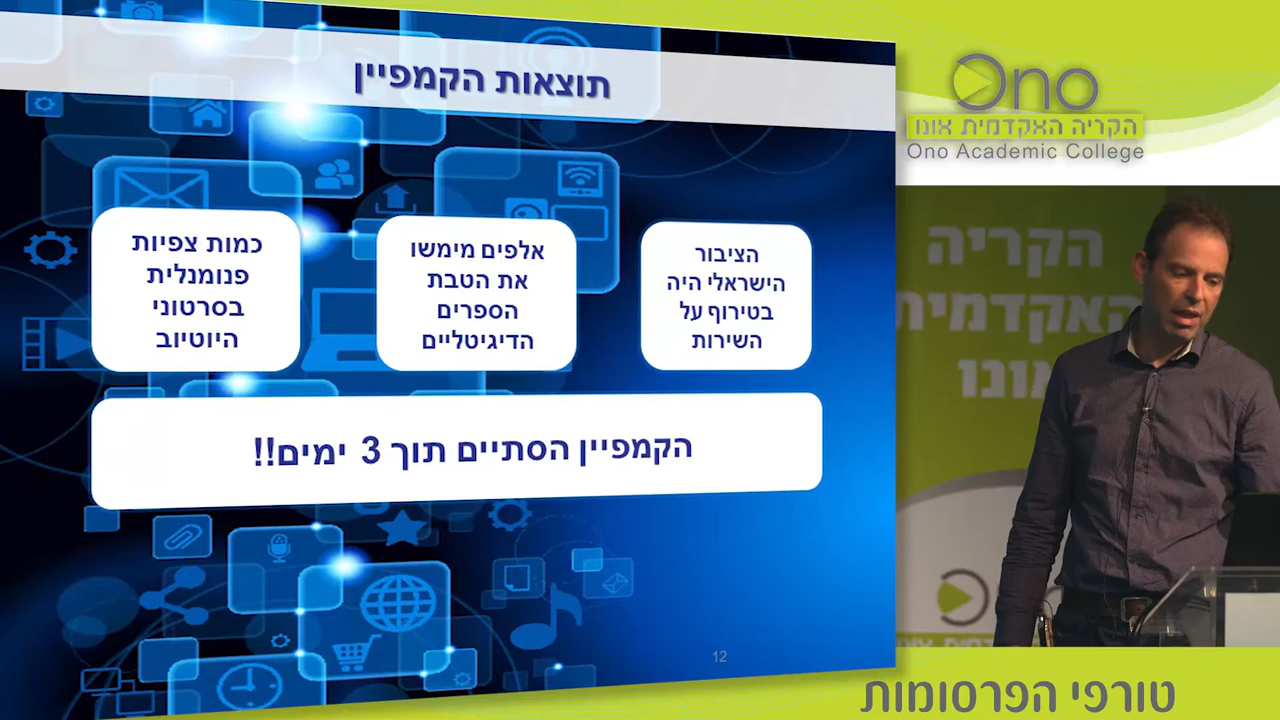 תוצאות הקמפיין
הציבור
הישראלי היה
בטירוף על
השירות
אלפים מימשו
את הטבת
הספרים
הדיגיטליים
כמות צפיות
פנומנלית
בסרטוני
היוטיוב
הקמפיין הסתיים תוך 3 ימים!!
12
Ono
הקריה האקדמית אונו
Ono Academic College
הקריה
האקדמית
אונו
טורפי הפרסומות